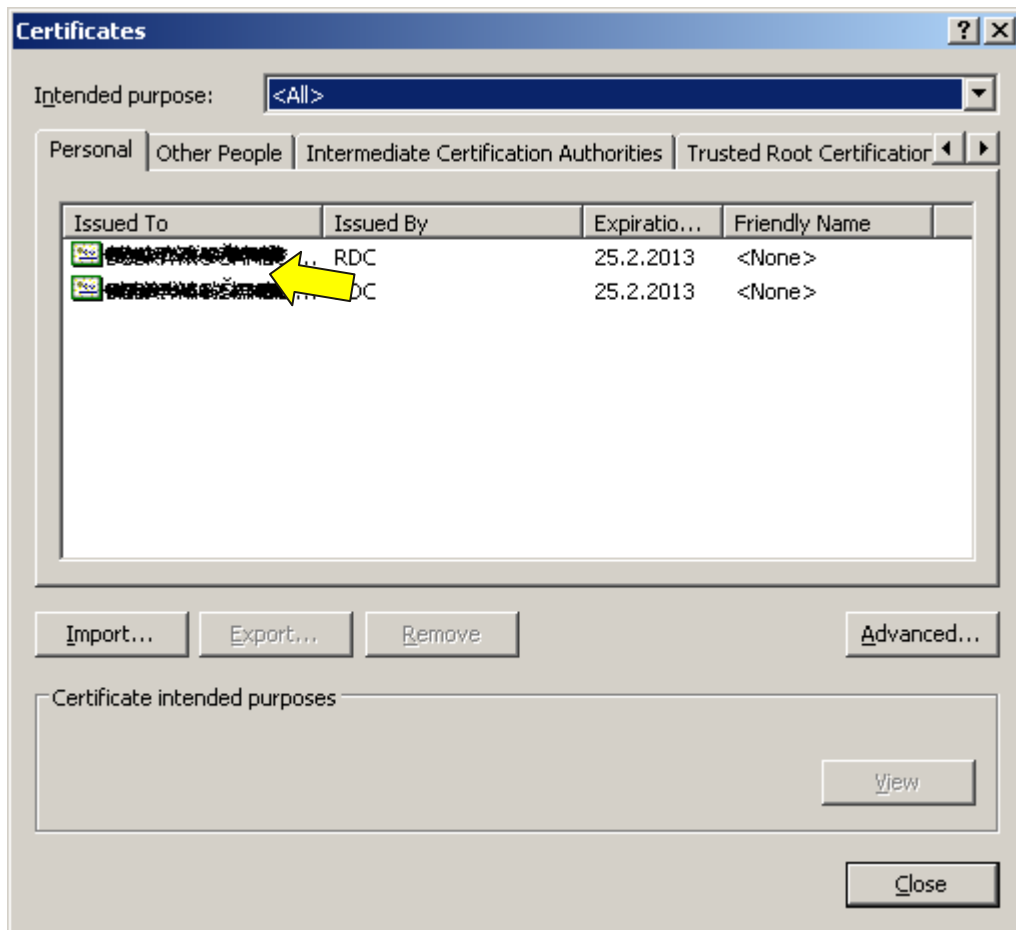 Certificates
Intended purpose: <All>
Personal Other People Intermediate Certification Authorities Trusted Root Certification
Issued To Issued By Expiratio... Friendly Name
... RDC 25.2.2013 <None>
... DC 25.2.2013 <None>
Import... Export... Remove Advanced...
Certificate intended purposes
View
Close